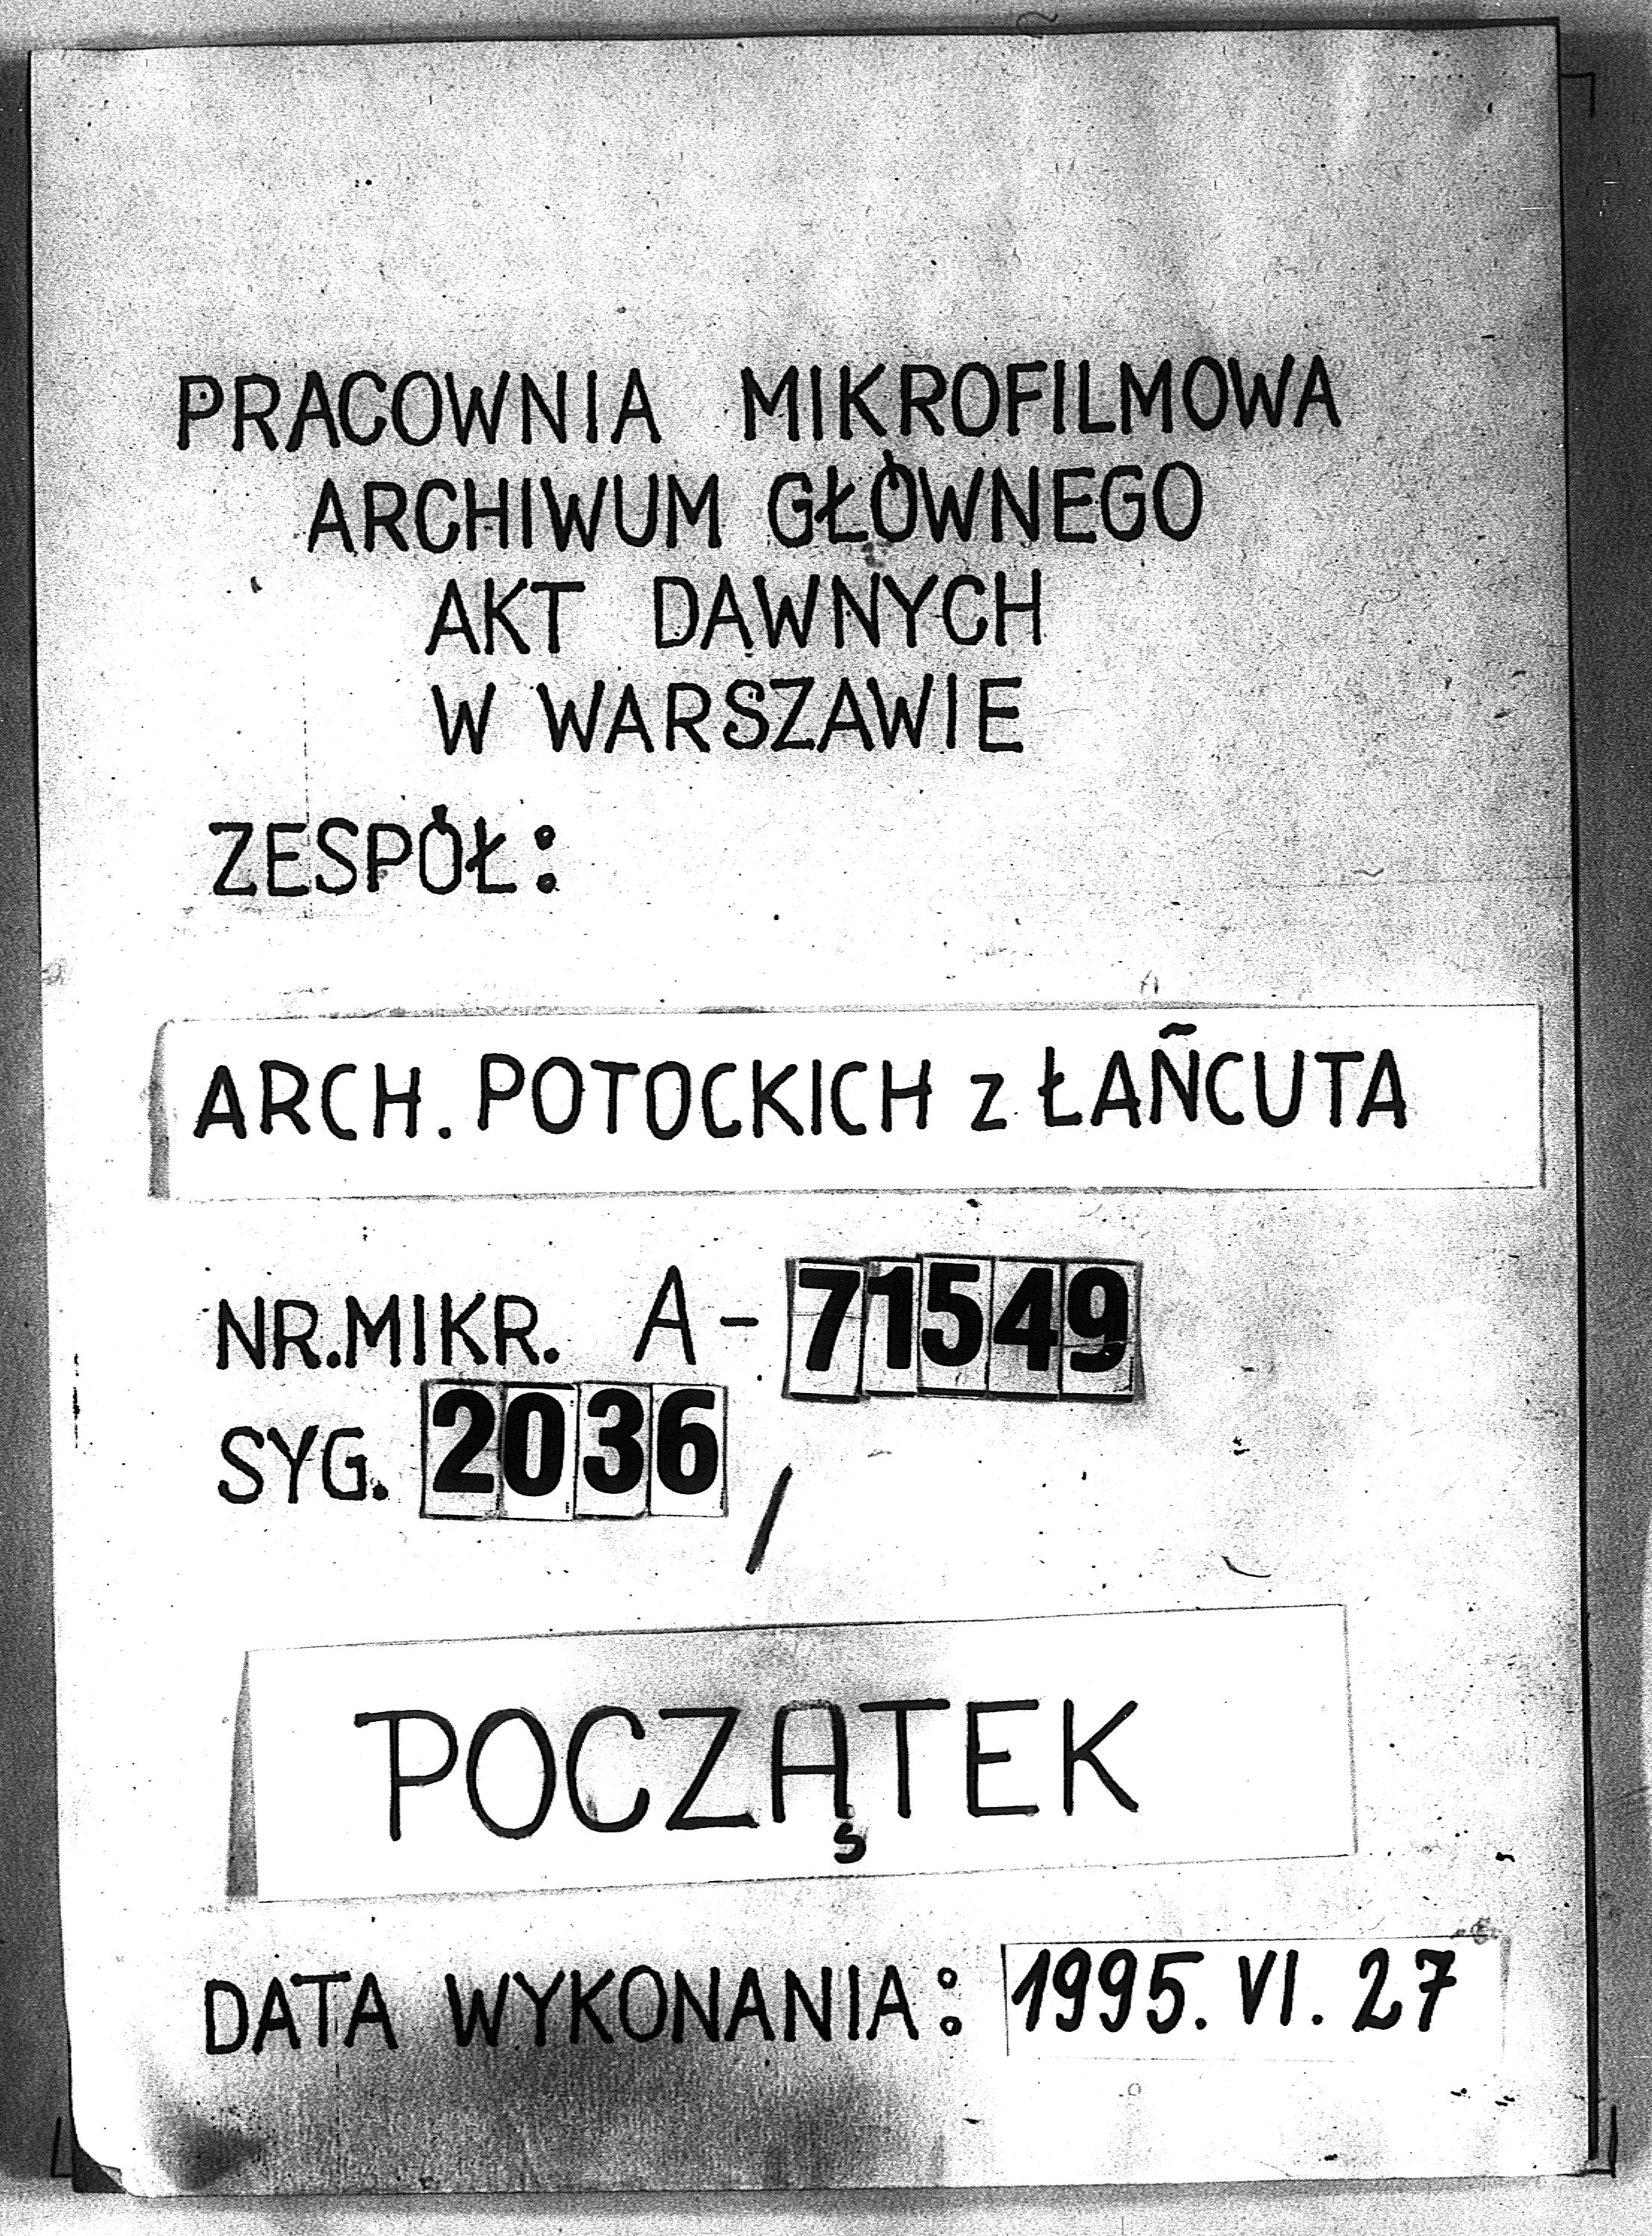 PRACOWNIA MIKROFILMOWA
ARCHIWUM GŁÓWNEGO
AKT DAWNYCH
W WARSZAWIE
ZESPÓŁ:
ARCH. POTOCKICH z ŁAŃCUTA
NR.MIKR. A-71549
SYG. 2036/
POCZĄTEK
DATA WYKONANIA: 1995. VI. 27